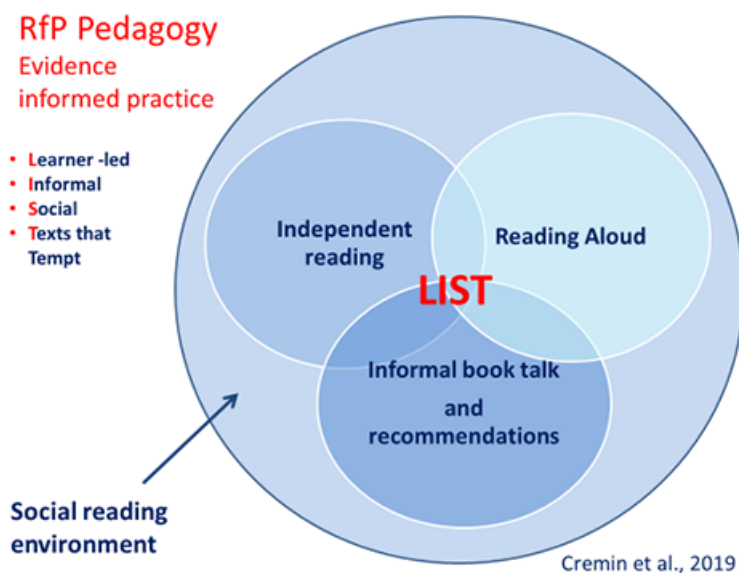 RfP Pedagogy
Evidence
informed practice
• Learner -led
• Informal
• Social
• Texts that
Tempt
Independent
reading
Reading Aloud
LIST
Informal book talk
and
recommendations
Social reading
environment
Cremin et al., 2019